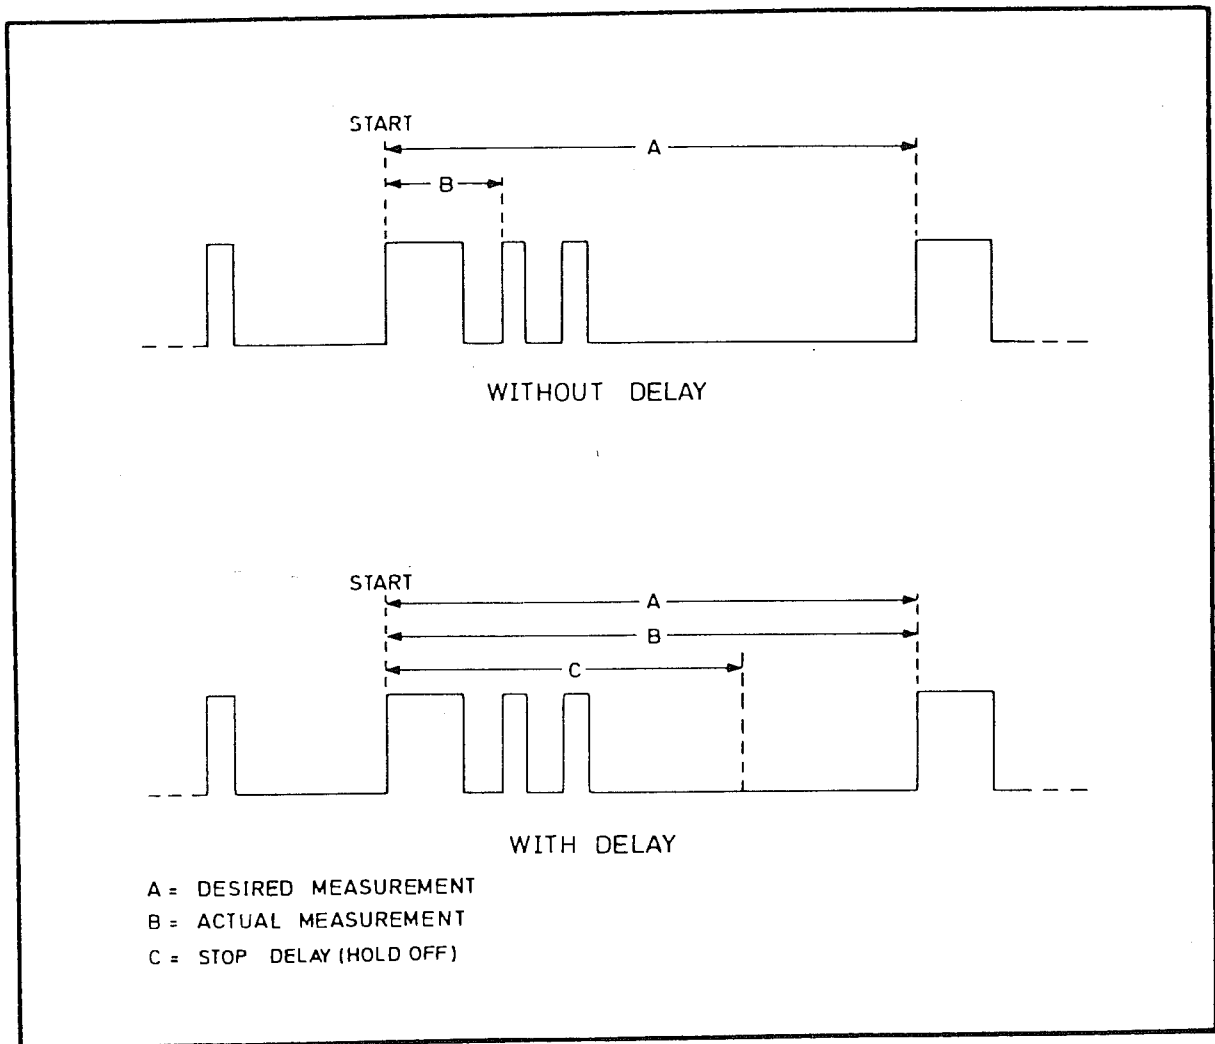 START
A
B
WITHOUT DELAY
START
A
B
C
WITH DELAY
A = DESIRED MEASUREMENT
B = ACTUAL MEASUREMENT
C = STOP DELAY (HOLD OFF)